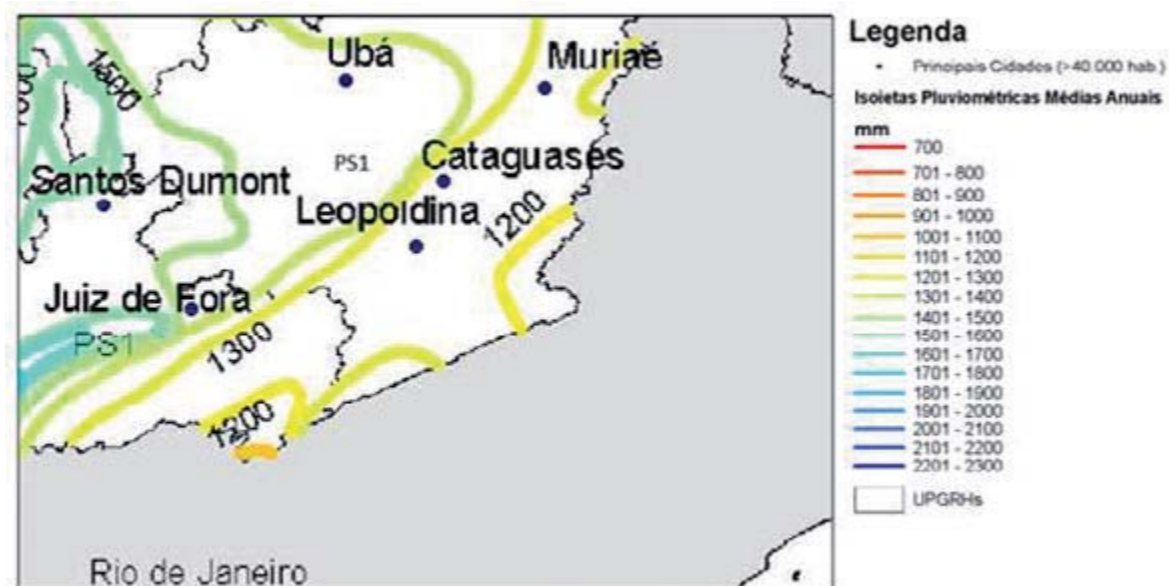 Ubá
Muriaé
1500
PS1
Cataguases
Santos Dumont
Leopoldina
1200
Juiz de Fora
PS1
1300
1200
Rio de Janeiro
Legenda
Principais Cidades (>40.000 hab.)
Isoietas Pluviométricas Médias Anuais
mm
700
701 - 800
801 - 900
901 - 1000
1001 - 1100
1101 - 1200
1201 - 1300
1301 - 1400
1401 - 1500
1501 - 1600
1601 - 1700
1701 - 1800
1801 - 1900
1901 - 2000
2001 - 2100
2101 - 2200
2201 - 2300
UPGRHs